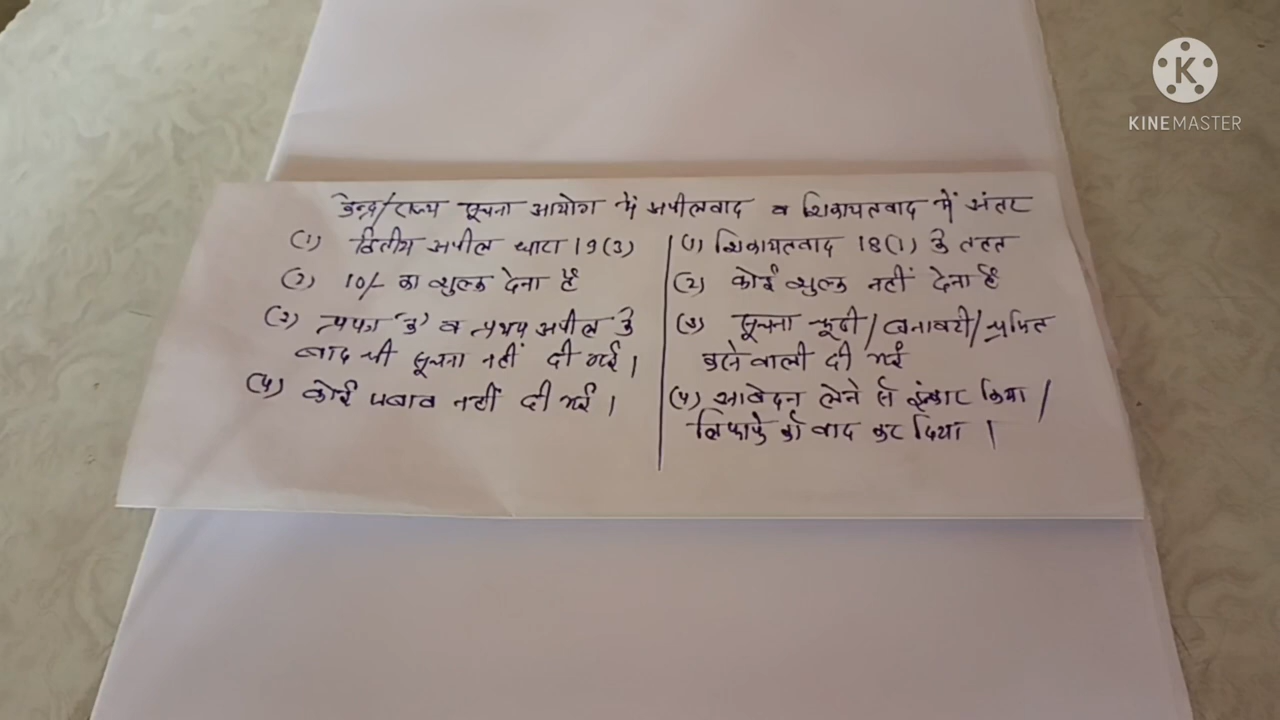 KINEMASTER
केन्द्र/राज्य सूचना आयोग में अपीलवाद व शिकायतवाद में अंतर
(1) द्वितीय अपील धारा 19(3)
(2) 10/- का शुल्क देना है
(3) प्रपत्र 'क' व प्रथम अपील के
बाद भी सूचना नहीं दी गई।
(4) कोई जवाब नहीं दी गई।
(1) शिकायतवाद 18(1) के तहत
(2) कोई शुल्क नहीं देना है
(3) सूचना झूठी/बनावटी/भ्रमित
करने वाली दी गई
(4) आवेदन लेने से इंकार किया/
लिफाफे को वाद कर दिया।